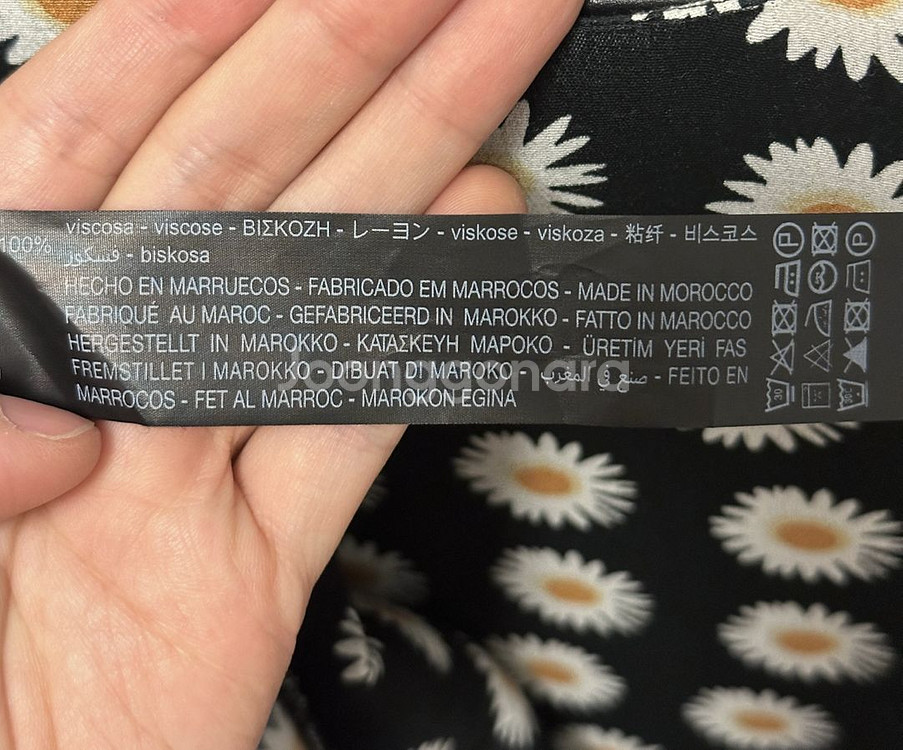 viscosa - viscose - ΒΙΣΚΟΖΗ - レーヨン - viskose - viskoza - 粘纤 - 비스코스
100% فسكوز - biskosa
HECHO EN MARRUECOS - FABRICADO EM MARROCOS - MADE IN MOROCCO
FABRIQUÉ AU MAROC - GEFABRICEERD IN MAROKKO - FATTO IN MAROCCO
HERGESTELLT IN MAROKKO - ΚΑΤΑΣΚΕΥΗ ΜΑΡΟΚΟ - ÜRETİM YERİ FAS
FREMSTILLET I MAROKKO - DIBUAT DI MAROKO - صنع في المغرب - FEITO EN
MARROCOS - FET AL MARROC - MAROKON EGINA
Joonggonara